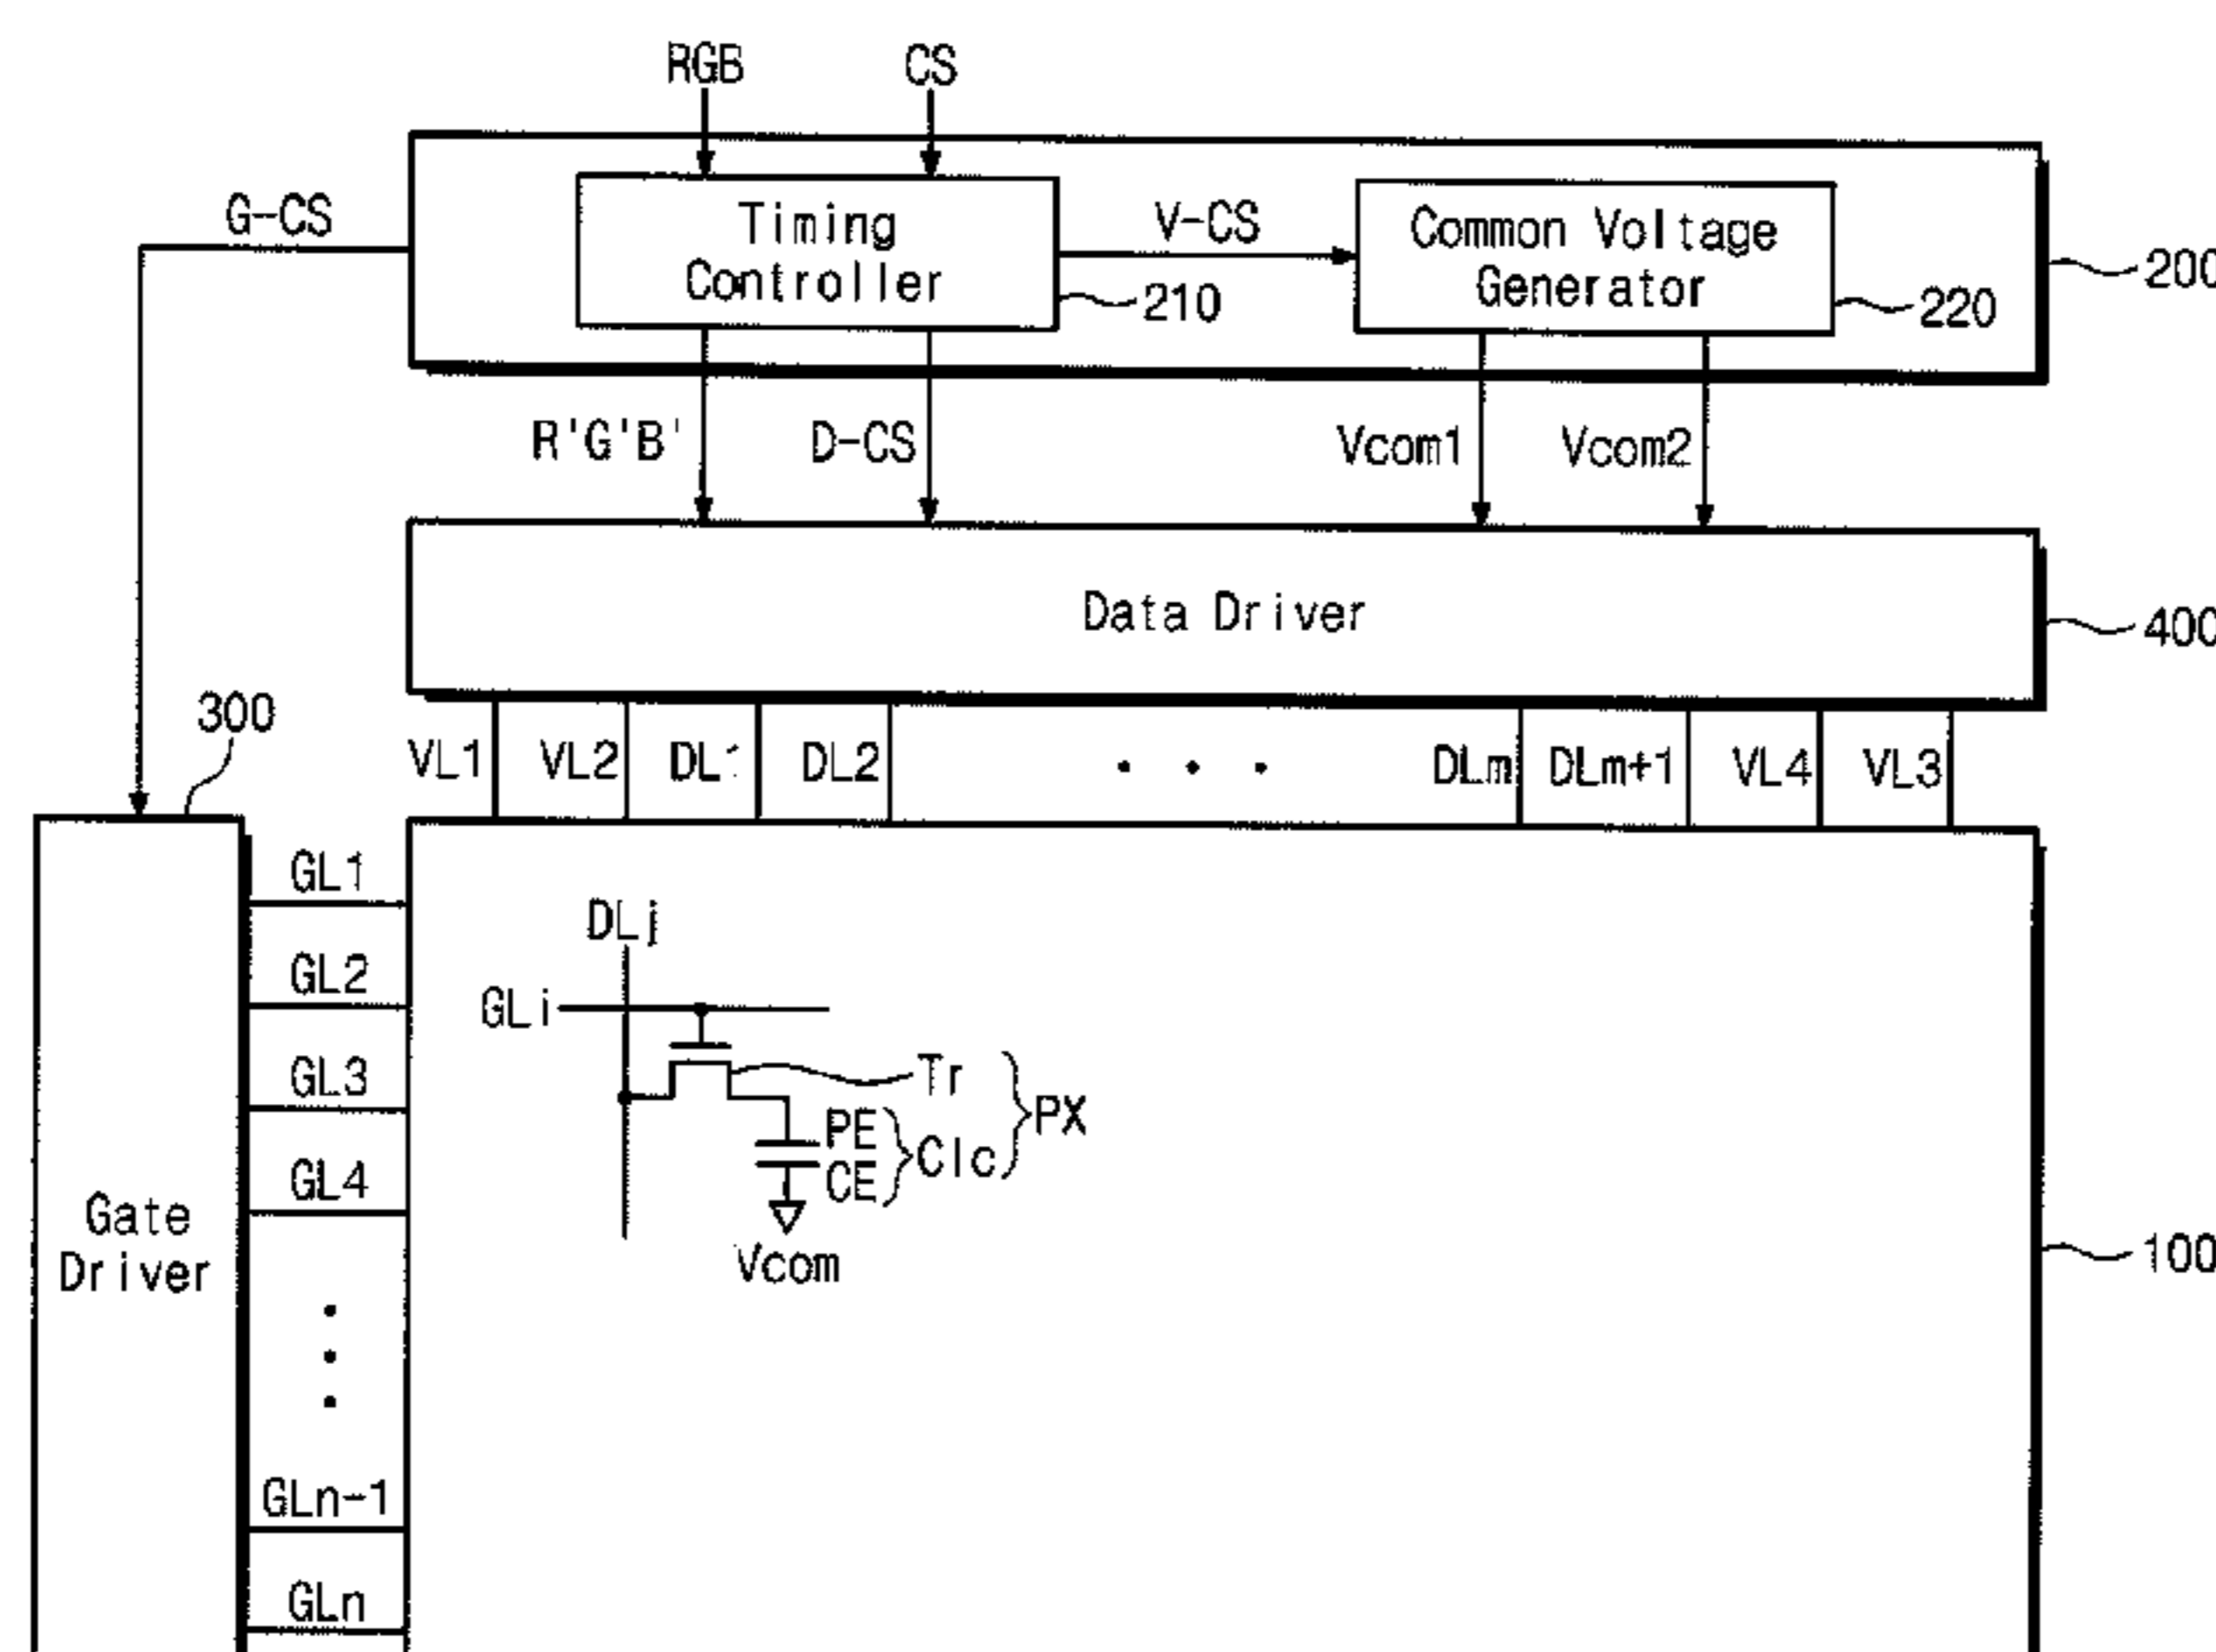 RGB
CS
G-CS
Timing
Controller
210
V-CS
Common Voltage
Generator
220
200
R'G'B'
D-CS
Vcom1
Vcom2
Data Driver
400
300
VL1
VL2
DL1
DL2
DLm
DLm+1
VL4
VL3
GL1
GL2
GL3
GL4
GLn-1
GLn
Gate
Driver
DLj
GLi
Tr
PE
CE
Clc
PX
Vcom
100